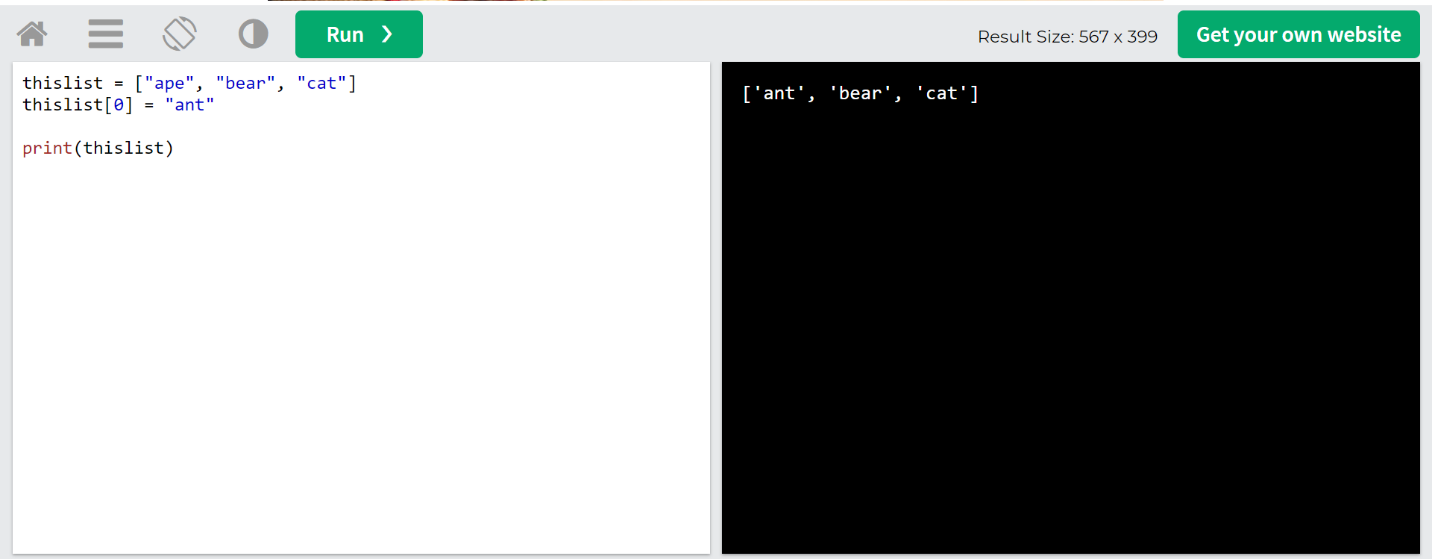 Run ❯
Result Size: 567 x 399
Get your own website
thislist = ["ape", "bear", "cat"]
thislist[0] = "ant"
print(thislist)
['ant', 'bear', 'cat']